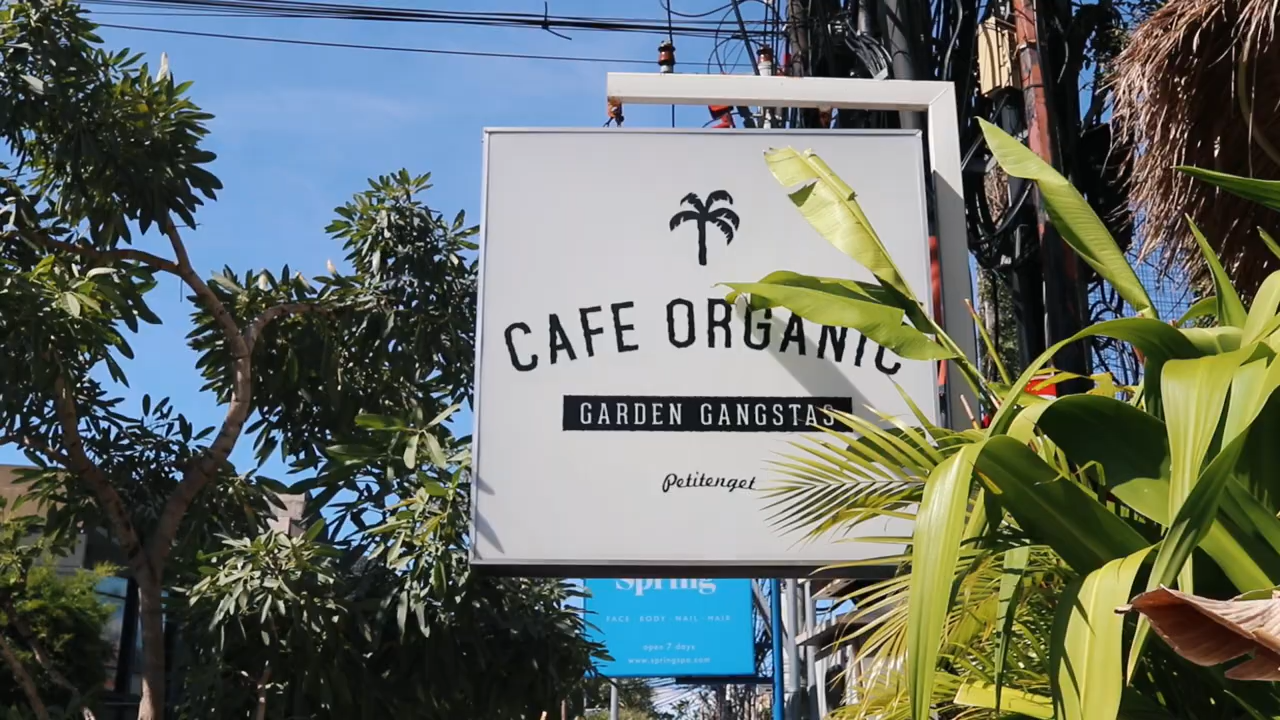 CAFE ORGANIC
GARDEN GANGSTAS
Petitenget
Spring
FACE BODY · NAIL · HAIR
open 7 days
www.springspa.com